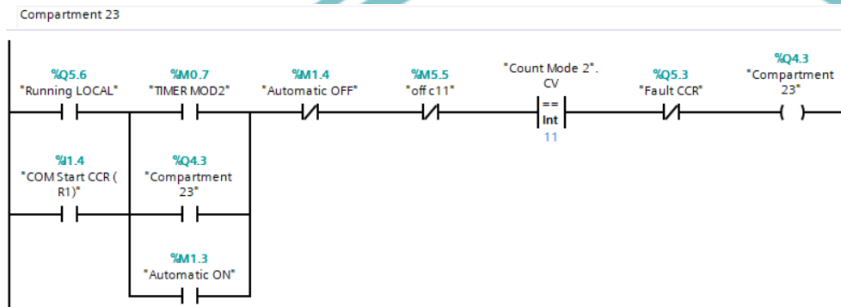 Compartment 23
%Q5.6
"Running LOCAL"
%M0.7
"TIMER MOD2"
%M1.4
"Automatic OFF"
%M5.5
"off c11"
"Count Mode 2".
CV
==
Int
11
%Q5.3
"Fault CCR"
%Q4.3
"Compartment
23"
%I1.4
"COM Start CCR (
R1)"
%Q4.3
"Compartment
23"
%M1.3
"Automatic ON"